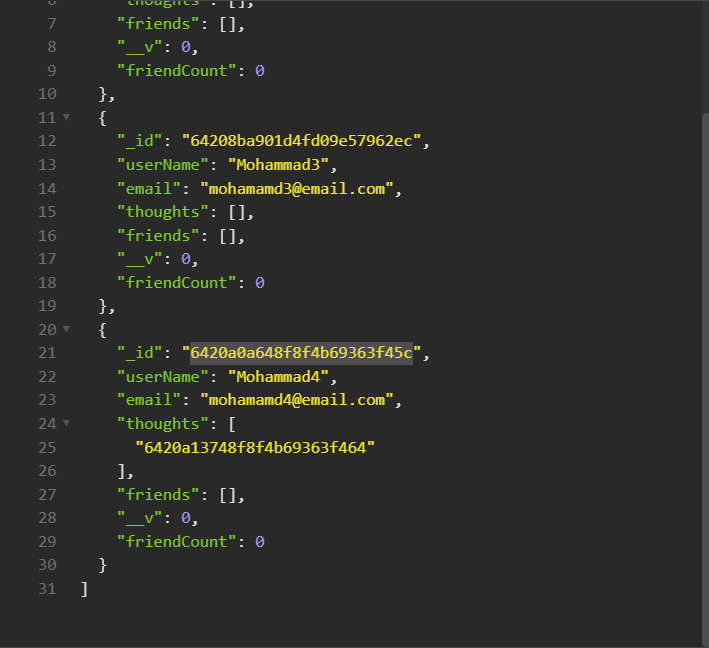 6 "thoughts": [],
7 "friends": [],
8 "__v": 0,
9 "friendCount": 0
10 },
11 {
12 "_id": "64208ba901d4fd09e57962ec",
13 "userName": "Mohammad3",
14 "email": "mohamamd3@email.com",
15 "thoughts": [],
16 "friends": [],
17 "__v": 0,
18 "friendCount": 0
19 },
20 {
21 "_id": "6420a0a648f8f4b69363f45c",
22 "userName": "Mohammad4",
23 "email": "mohamamd4@email.com",
24 "thoughts": [
25 "6420a13748f8f4b69363f464"
26 ],
27 "friends": [],
28 "__v": 0,
29 "friendCount": 0
30 }
31 ]